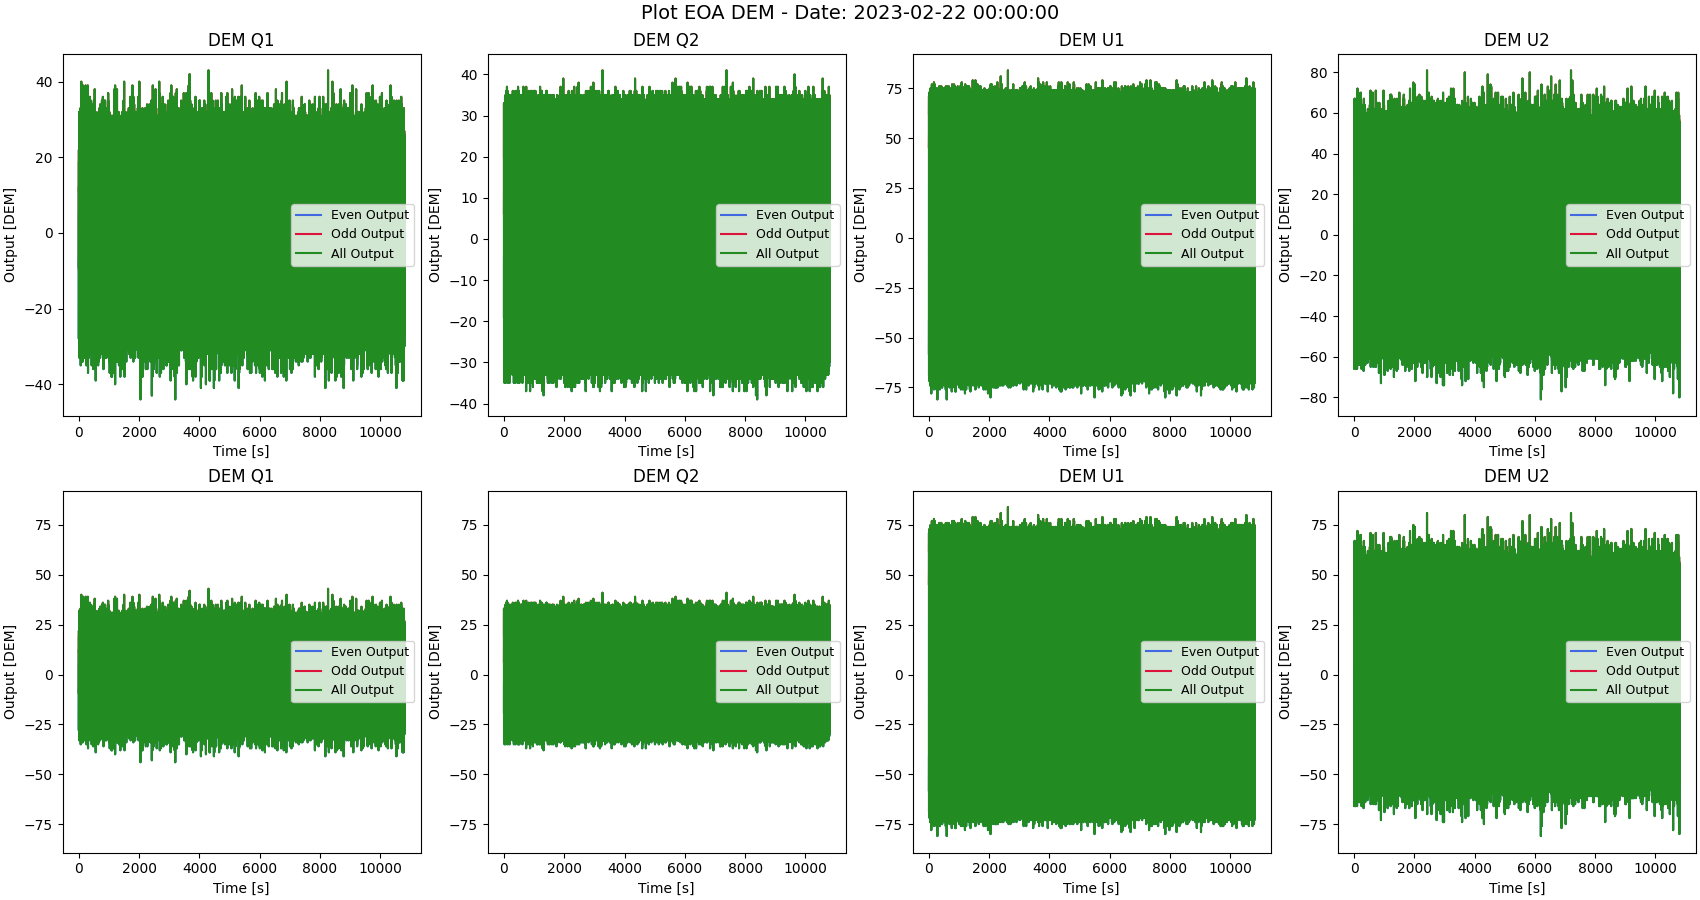 Plot EOA DEM - Date: 2023-02-22 00:00:00
DEM Q1
DEM Q2
DEM U1
DEM U2
Output [DEM]
40
20
0
−20
−40
Even Output
Odd Output
All Output
0 2000 4000 6000 8000 10000
Time [s]
Output [DEM]
40
30
20
10
0
−10
−20
−30
−40
Even Output
Odd Output
All Output
0 2000 4000 6000 8000 10000
Time [s]
Output [DEM]
75
50
25
0
−25
−50
−75
Even Output
Odd Output
All Output
0 2000 4000 6000 8000 10000
Time [s]
Output [DEM]
80
60
40
20
0
−20
−40
−60
−80
Even Output
Odd Output
All Output
0 2000 4000 6000 8000 10000
Time [s]
DEM Q1
DEM Q2
DEM U1
DEM U2
Output [DEM]
75
50
25
0
−25
−50
−75
Even Output
Odd Output
All Output
0 2000 4000 6000 8000 10000
Time [s]
Output [DEM]
75
50
25
0
−25
−50
−75
Even Output
Odd Output
All Output
0 2000 4000 6000 8000 10000
Time [s]
Output [DEM]
75
50
25
0
−25
−50
−75
Even Output
Odd Output
All Output
0 2000 4000 6000 8000 10000
Time [s]
Output [DEM]
75
50
25
0
−25
−50
−75
Even Output
Odd Output
All Output
0 2000 4000 6000 8000 10000
Time [s]